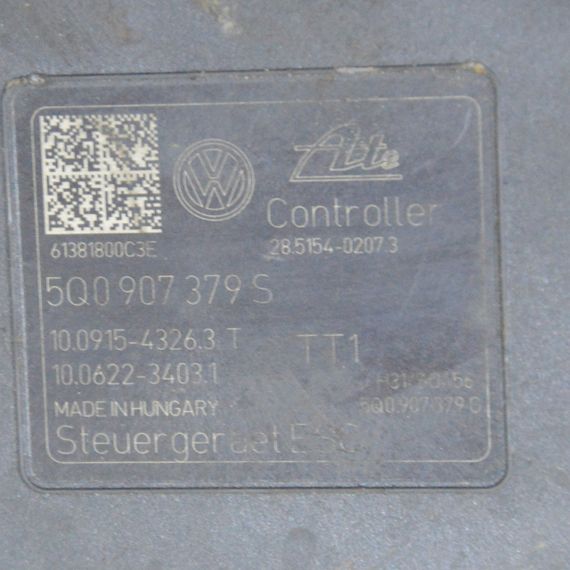 Ate
Controller
61381800C3E 28.5154-0207.3
5Q0 907 379 S
10.0915-4326.3 T TT1
10.0622-3403.1
MADE IN HUNGARY 5Q0.907.379
Steuergeraet ESC